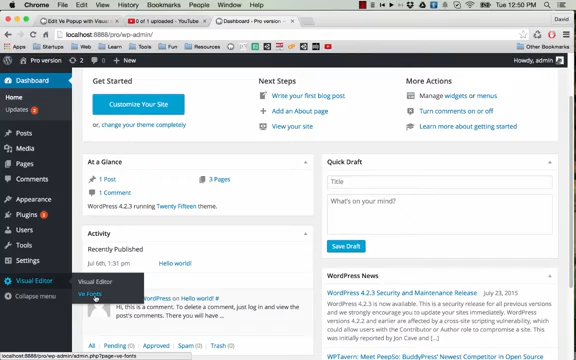 Chrome File Edit View History Bookmarks People Window Help
Tue 12:50 PM
Edit Ve Popup with Visual
0 of 1 uploaded - YouTube
Dashboard ‹ Pro version —
David
localhost:8888/pro/wp-admin/
Apps Startups Lot Fun Resources New Other Bookmarks
Pro version 2 0 New Howdy, admin
Dashboard
Home
Updates 2
Posts
Media
Pages
Comments
Appearance
Plugins 2
Users
Tools
Settings
Visual Editor
Collapse menu
Visual Editor
Ve Fonts
Get Started
Customize Your Site
or, change your theme completely
Next Steps
Write your first blog post
Add an About page
View your site
More Actions
Manage widgets or menus
Turn comments on or off
Learn more about getting started
At a Glance
1 Post 3 Pages
1 Comment
WordPress 4.2.3 running Twenty Fifteen theme.
Activity
Recently Published
Jul 6th, 1:31 pm Hello world!
WordPress on Hello world! #
Hi, this is a comment. To delete a comment, just log in and view the
posts's comments. There you will have ...
All | Pending (0) | Approved | Spam (0) | Trash (0)
Quick Draft
Title
What's on your mind?
Save Draft
WordPress News
WordPress 4.2.3 Security and Maintenance Release July 23, 2015
WordPress 4.2.3 is now available. This is a security release for all previous versions
and we strongly encourage you to update your sites immediately. WordPress versions
4.2.2 and earlier are affected by a cross-site scripting vulnerability, which
could allow users with the Contributor or Author role to compromise a site. This
was initially reported by Jon Cave and […]
WPTavern: Meet PeepSo: BuddyPress' Newest Competitor in the
localhost:8888/pro/wp-admin/admin.php?page=ve-fonts